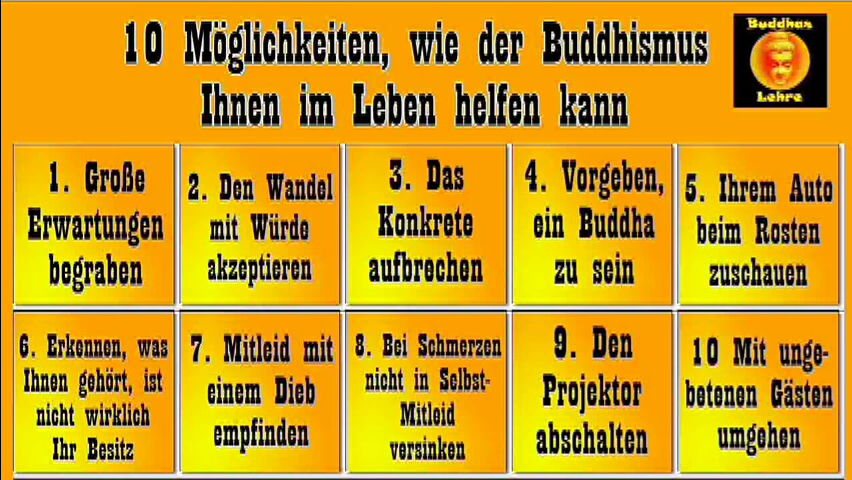 10 Möglichkeiten, wie der Buddhismus
Ihnen im Leben helfen kann
Buddhas
Lehre
1. Große
Erwartungen
begraben
2. Den Wandel
mit Würde
akzeptieren
3. Das
Konkrete
aufbrechen
4. Vorgeben,
ein Buddha
zu sein
5. Ihrem Auto
beim Rosten
zuschauen
6. Erkennen, was
Ihnen gehört, ist
nicht wirklich
Ihr Besitz
7. Mitleid mit
einem Dieb
empfinden
8. Bei Schmerzen
nicht in Selbst-
Mitleid
versinken
9. Den
Projektor
abschalten
10 Mit unge-
betenen Gästen
umgehen